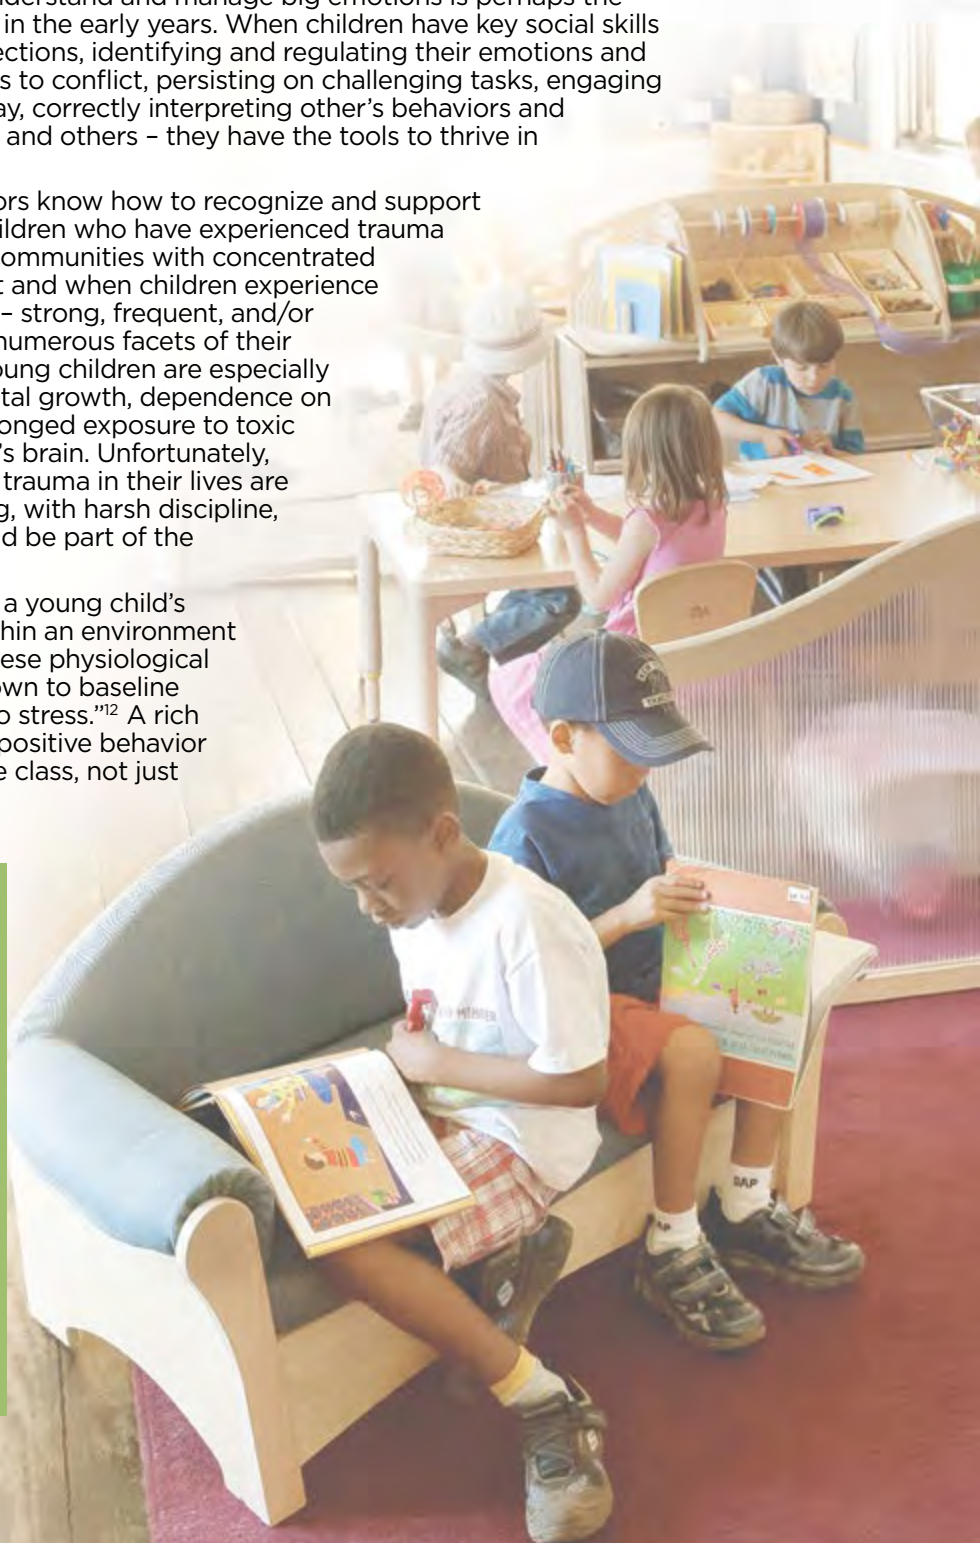 understand and manage big emotions is perhaps the
in the early years. When children have key social skills
ections, identifying and regulating their emotions and
s to conflict, persisting on challenging tasks, engaging
ay, correctly interpreting other's behaviors and
and others – they have the tools to thrive in
ors know how to recognize and support
ildren who have experienced trauma
ommunities with concentrated
t and when children experience
– strong, frequent, and/or
numerous facets of their
oung children are especially
tal growth, dependence on
onged exposure to toxic
's brain. Unfortunately,
trauma in their lives are
g, with harsh discipline,
d be part of the
a young child's
hin an environment
ese physiological
own to baseline
o stress.”¹² A rich
positive behavior
e class, not just
GAP
AP